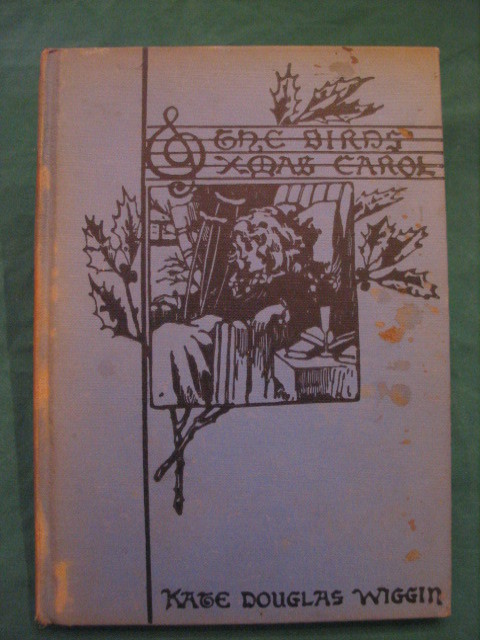 THE BIRDS'
XMAS CAROL
KATE DOUGLAS WIGGIN